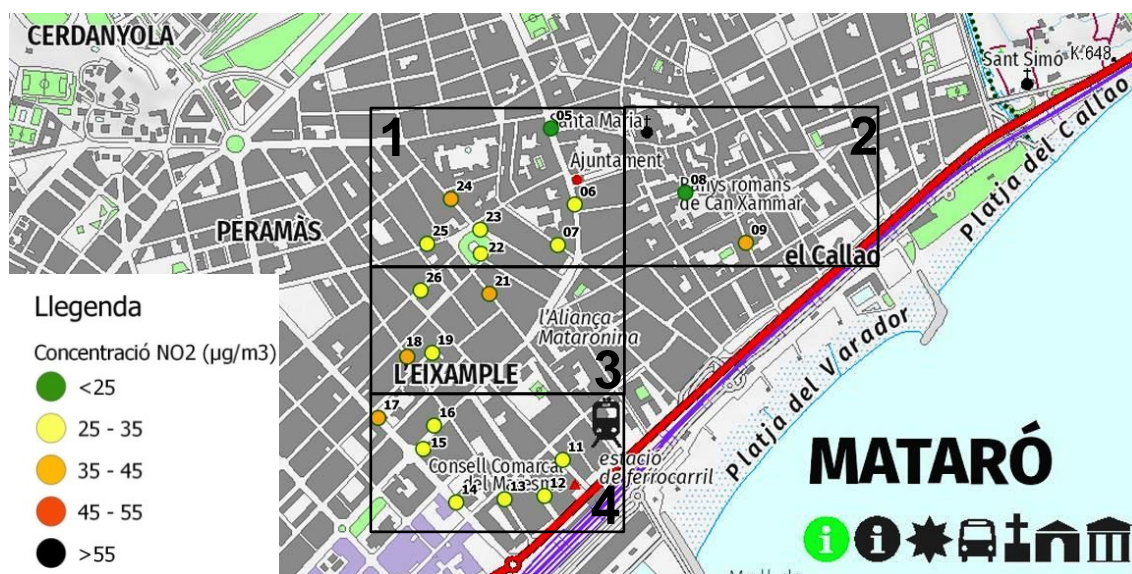 CERDANYOLA
Sant Simó
K.648
1
05
Santa Maria
2
Ajuntament
08
Banys romans
de Can Xammar
24
06
Platja del Callao
PERAMÀS
25
23
22
07
09
el Callao
26
21
l'Aliança
Mataronina
Platja del Varador
18
19
L'EIXAMPLE
3
17
16
15
11
estació
de ferrocarril
Consell Comarcal
14
13
12
4
MATARÓ
Llegenda
Concentració NO2 (µg/m3)
<25
25 - 35
35 - 45
45 - 55
>55